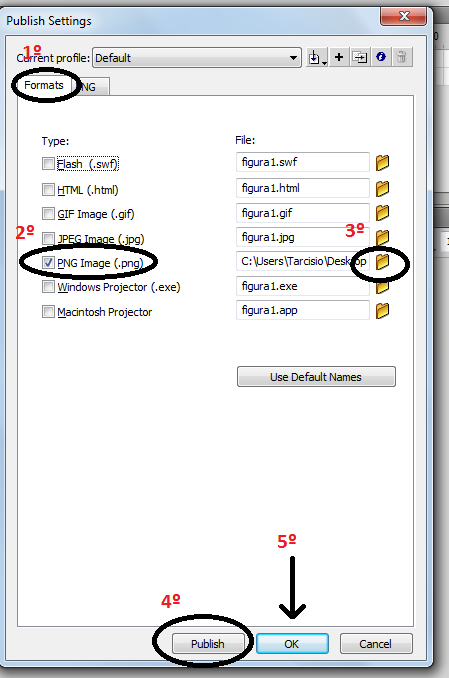 Publish Settings
1º
Current profile: Default
Formats
NG
Type: File:
Flash (.swf) figura1.swf
HTML (.html) figura1.html
GIF Image (.gif) figura1.gif
2º 3º
JPEG Image (.jpg) figura1.jpg
PNG Image (.png) C:\Users\Tarcisio\Desktop
Windows Projector (.exe) figura1.exe
Macintosh Projector figura1.app
Use Default Names
5º
4º
Publish OK Cancel